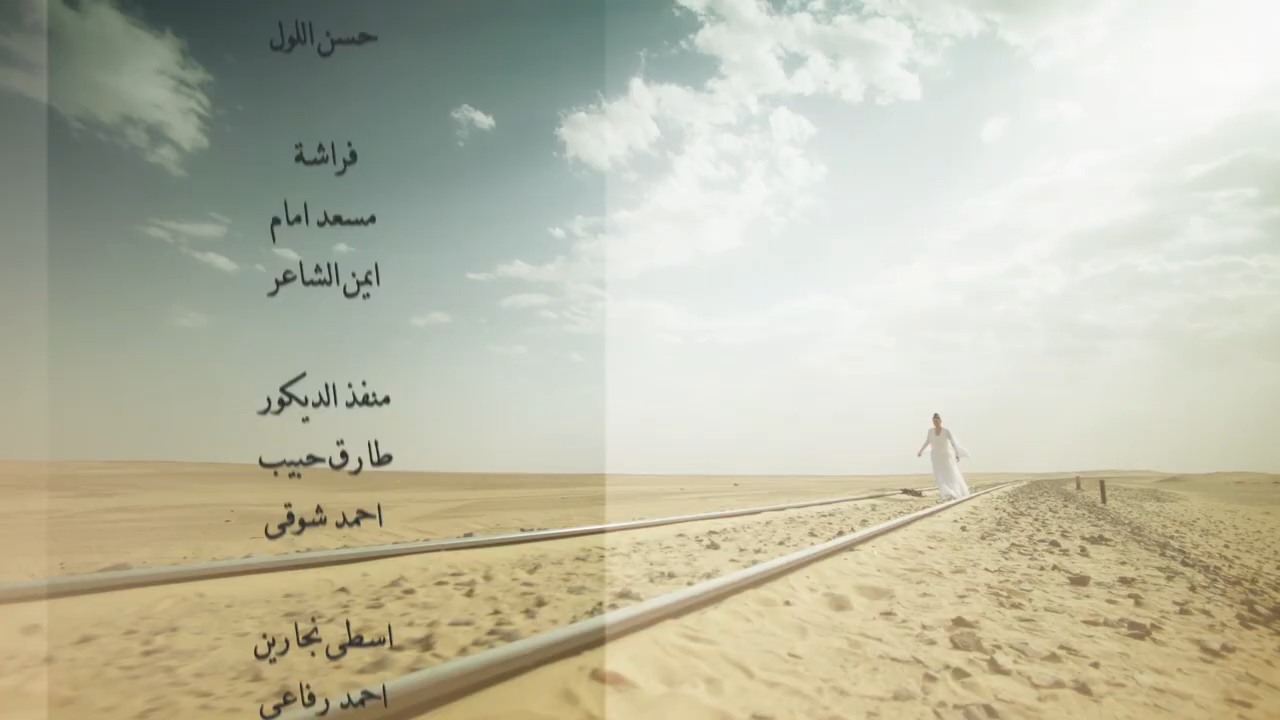 حسن اللول
فراشة
مسعد امام
ايمن الشاعر
منفذ الديكور
طارق حبيب
احمد شوقى
اسطى نجارين
احمد رفاعى